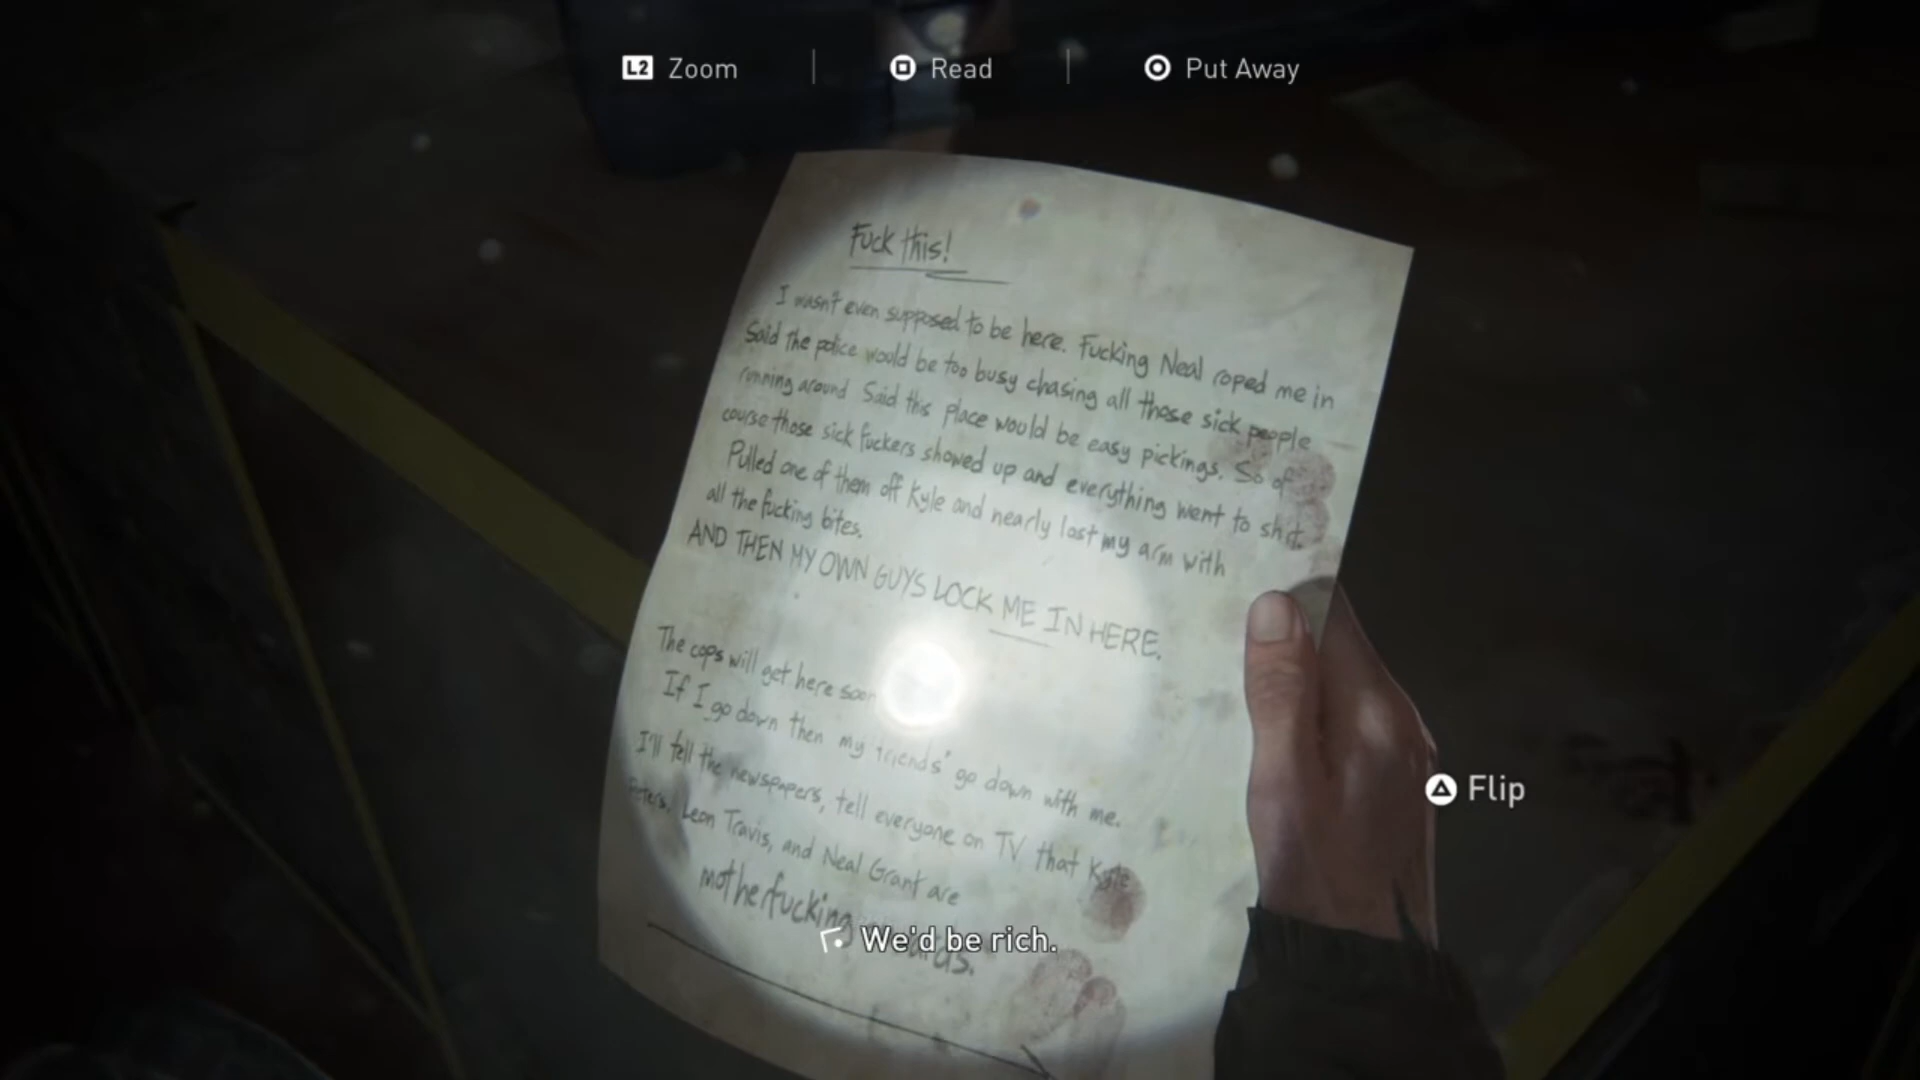 L2 Zoom | Read | Put Away
Fuck this!
I wasn't even supposed to be here. Fucking Neal roped me in
Said the police would be too busy chasing all those sick people
running around Said this place would be easy pickings. So of
course those sick fuckers showed up and everything went to shit.
Pulled one of them off Kyle and nearly lost my arm with
all the fucking bites.
AND THEN MY OWN GUYS LOCK ME IN HERE.
The cops will get here soon
If I go down then my "friends" go down with me.
I'll tell the newspapers, tell everyone on TV that Kyle
Peters, Leon Travis, and Neal Grant are
motherfucking
We'd be rich.
Flip